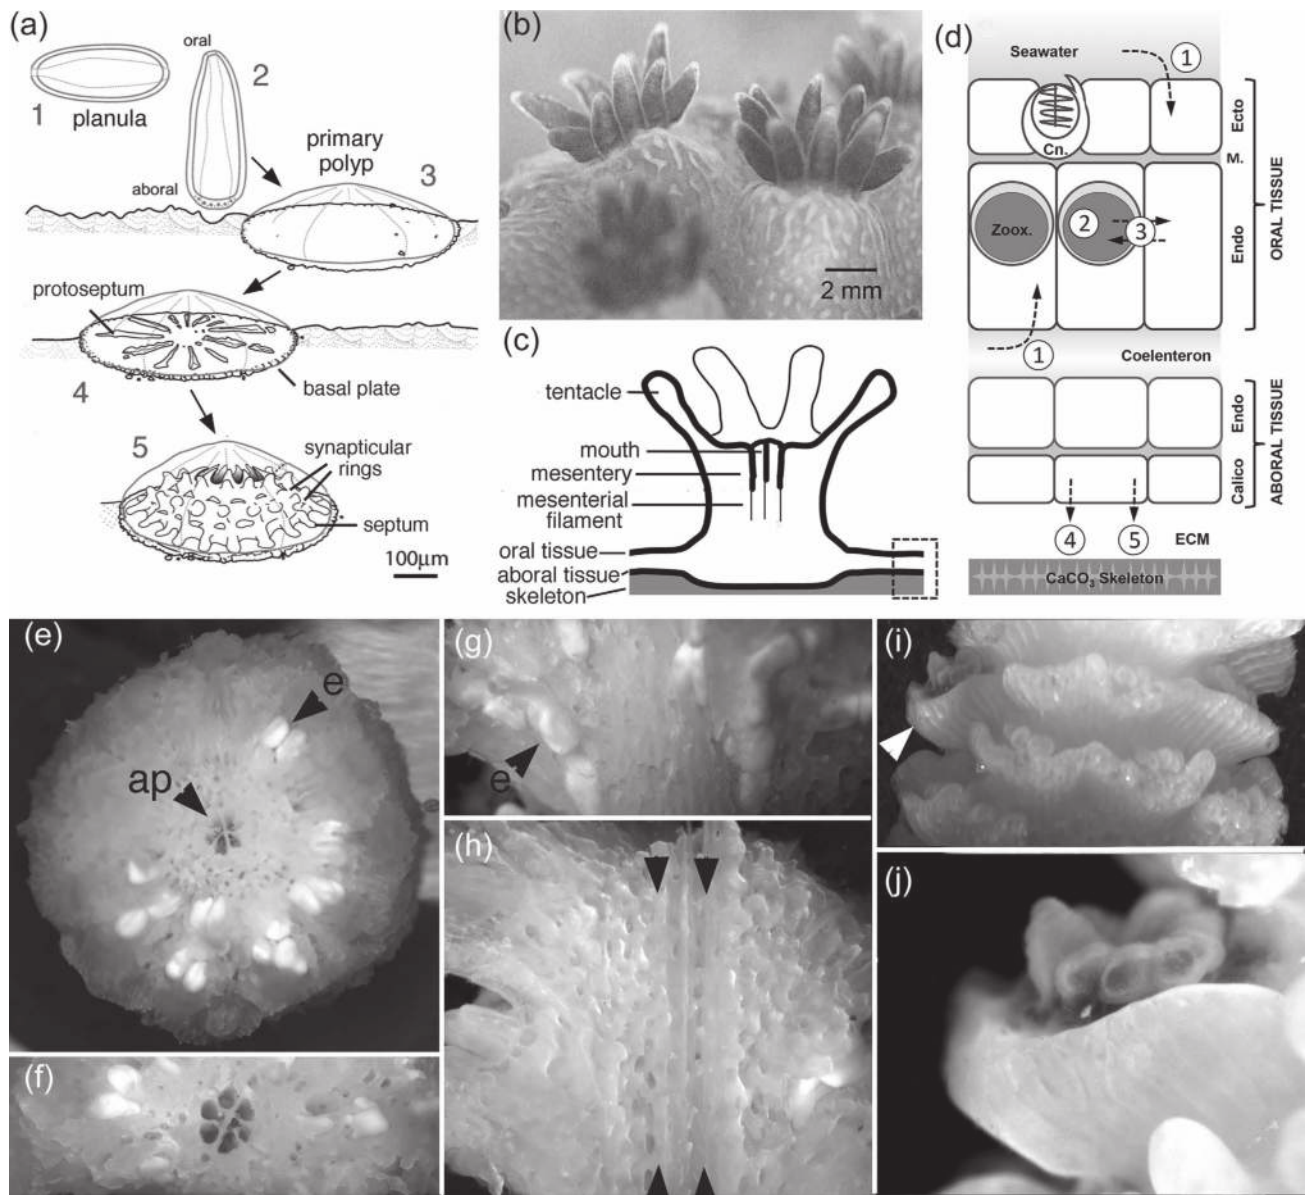 (a)
oral
1
planula
2
aboral
primary
polyp
3
protoseptum
4
basal plate
5
synapticular
rings
septum
100μm
(b)
2 mm
(c)
tentacle
mouth
mesentery
mesenterial
filament
oral tissue
aboral tissue
skeleton
(d)
Seawater
1
Cn.
Ecto
M.
Zoox.
2
3
Endo
ORAL TISSUE
1
Coelenteron
Endo
Calico
ABORAL TISSUE
4
5
ECM
CaCO₃ Skeleton
(e)
e
ap
(f)
(g)
e
(h)
(i)
(j)